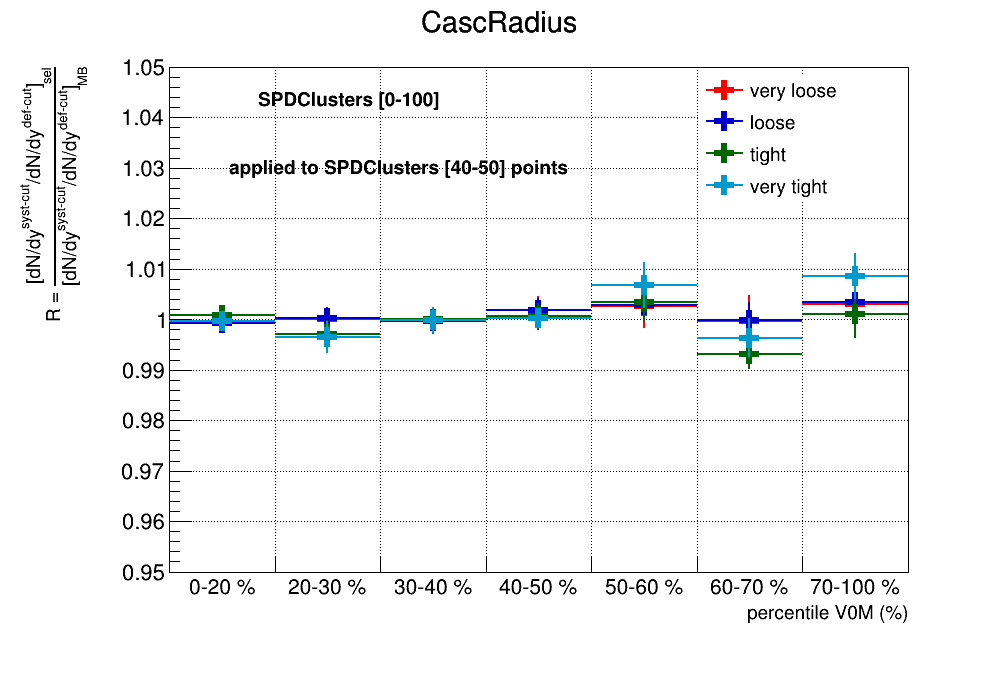 CascRadius
R = [dN/dy^syst-cut/dN/dy^def-cut]_sel
[dN/dy^syst-cut/dN/dy^def-cut]_MB
1.05
1.04
1.03
1.02
1.01
1
0.99
0.98
0.97
0.96
0.95
SPDClusters [0-100]
applied to SPDClusters [40-50] points
very loose
loose
tight
very tight
0-20 % 20-30 % 30-40 % 40-50 % 50-60 % 60-70 % 70-100 %
percentile V0M (%)